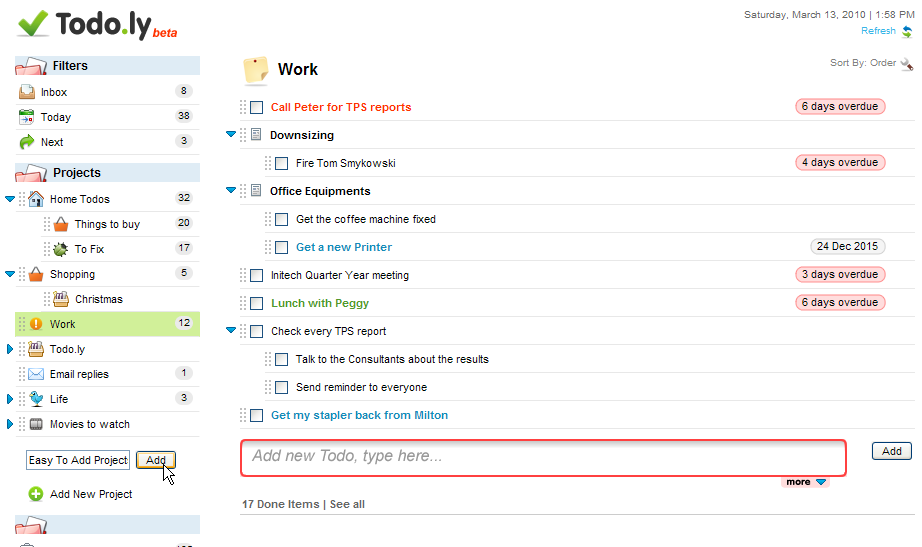 Todo.ly beta
Saturday, March 13, 2010 | 1:58 PM
Refresh
Filters
Inbox 8
Today 38
Next 3
Projects
Home Todos 32
Things to buy 20
To Fix 17
Shopping 5
Christmas
Work 12
Todo.ly
Email replies 1
Life 3
Movies to watch
Easy To Add Project Add
Add New Project
Work
Sort By: Order
Call Peter for TPS reports 6 days overdue
Downsizing
Fire Tom Smykowski 4 days overdue
Office Equipments
Get the coffee machine fixed
Get a new Printer 24 Dec 2015
Initech Quarter Year meeting 3 days overdue
Lunch with Peggy 6 days overdue
Check every TPS report
Talk to the Consultants about the results
Send reminder to everyone
Get my stapler back from Milton
Add new Todo, type here... Add
more
17 Done Items | See all